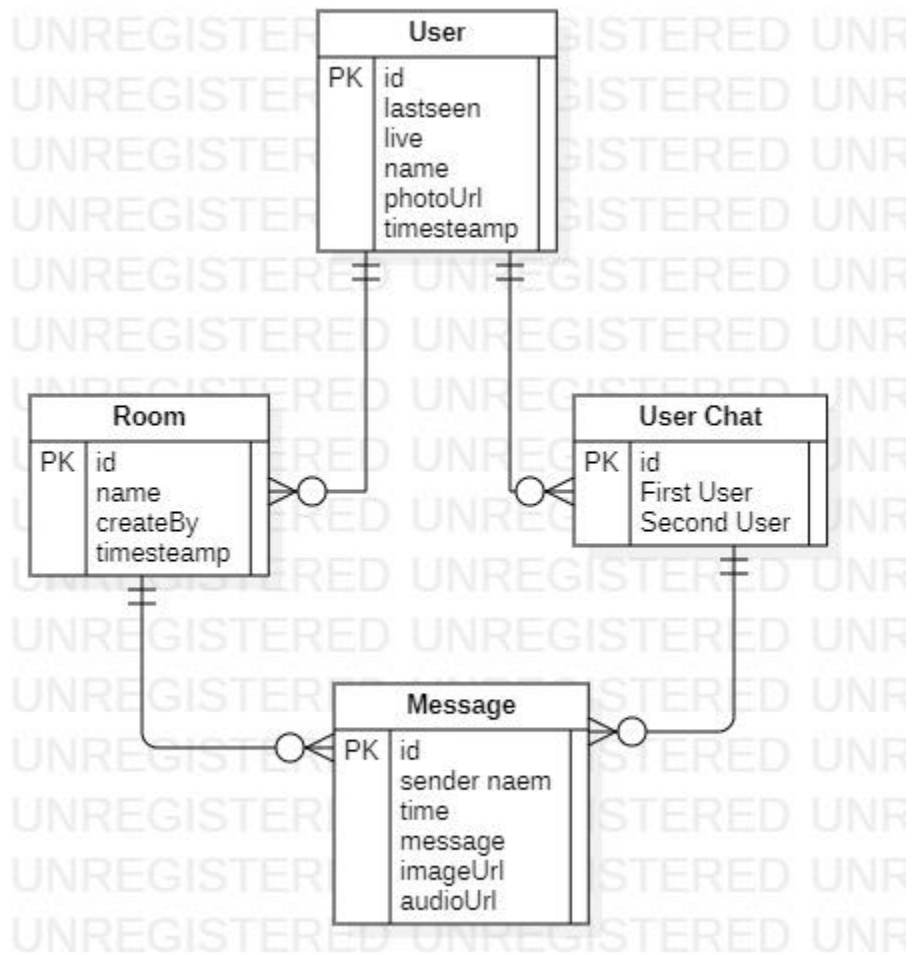 User
PK id
lastseen
live
name
photoUrl
timesteamp
Room
PK id
name
createBy
timesteamp
User Chat
PK id
First User
Second User
Message
PK id
sender naem
time
message
imageUrl
audioUrl
UNREGISTERED